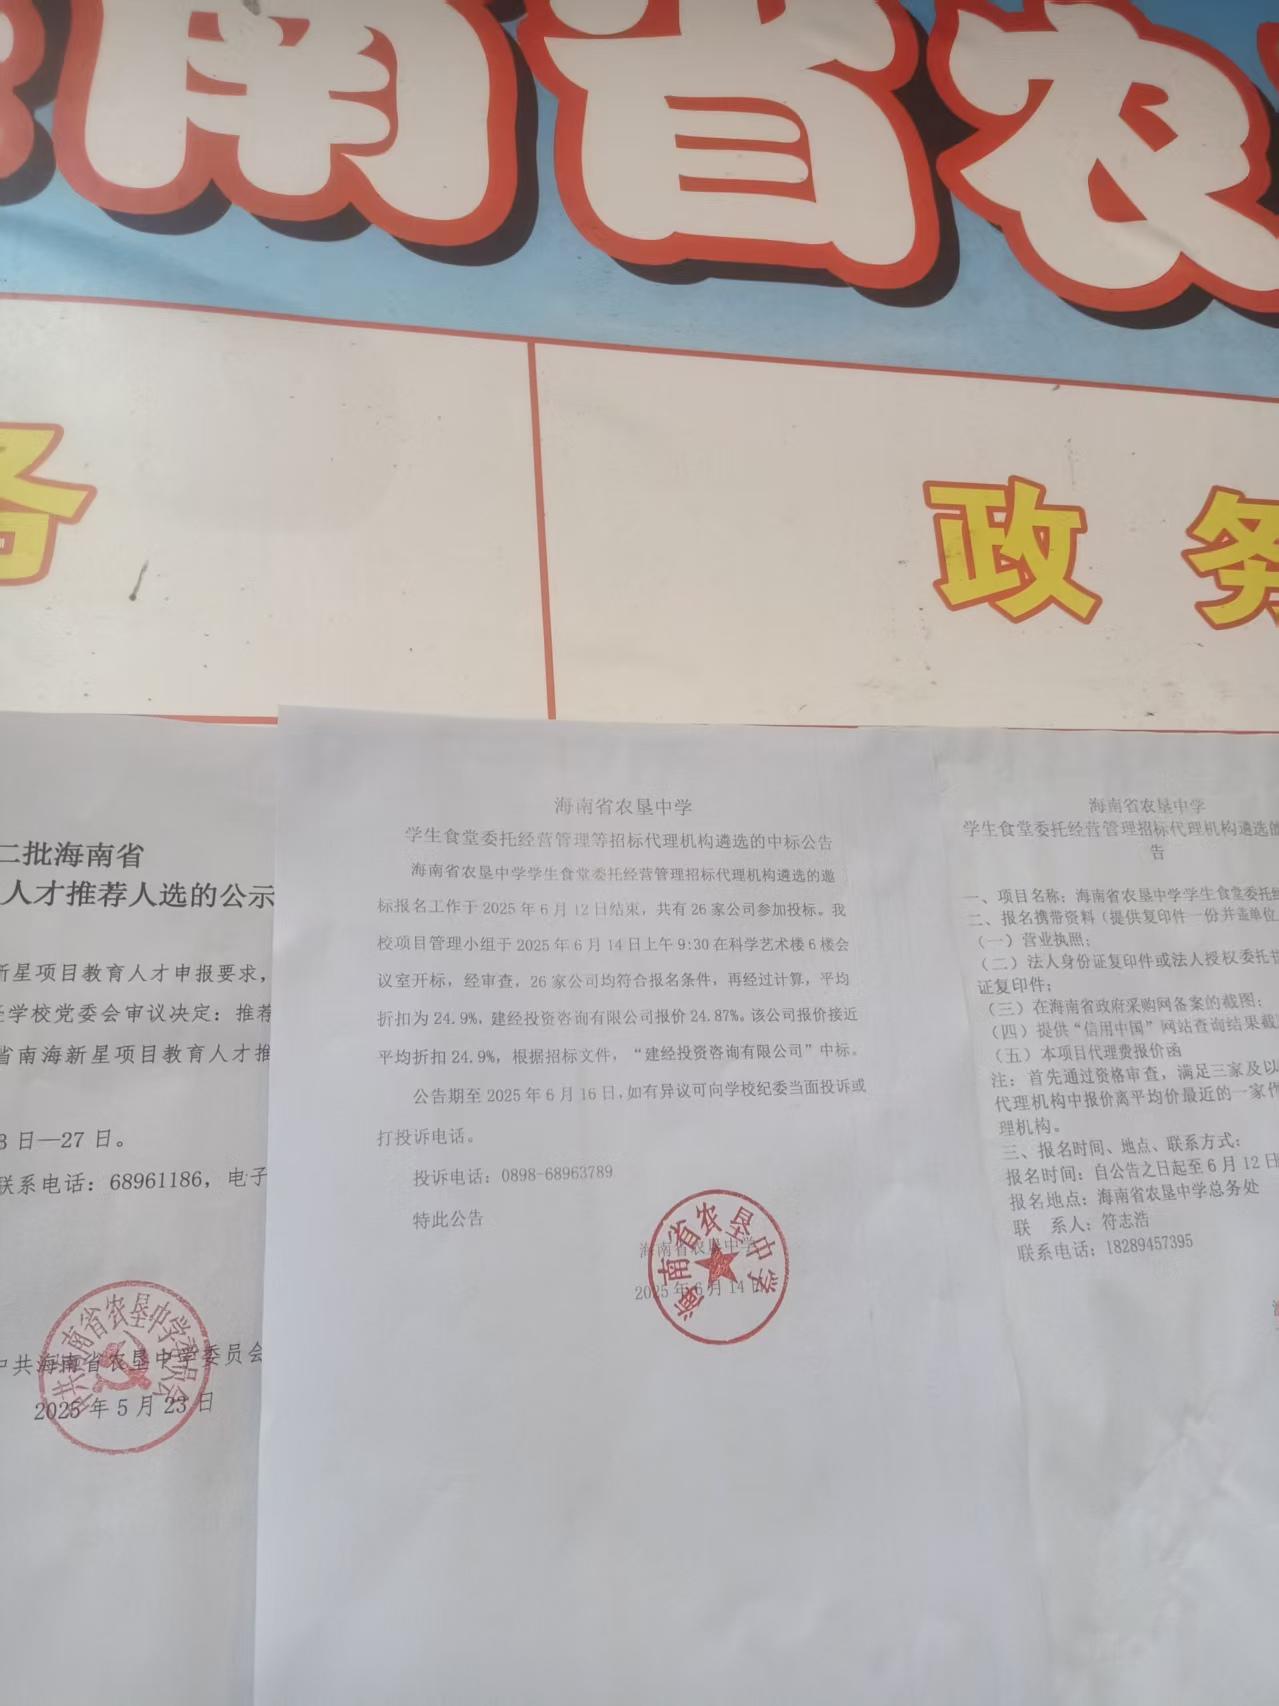 南省农
务
政务
二批海南省
人才推荐人选的公示
新星项目教育人才申报要求，
学校党委会审议决定：推荐
省南海新星项目教育人才推
3日—27日。
联系电话：68961186，电子
中共海南省农垦中学委员会
2025年5月23日
中共海南省农垦中学委员会
海南省农垦中学
学生食堂委托经营管理等招标代理机构遴选的中标公告
海南省农垦中学学生食堂委托经营管理招标代理机构遴选的邀
标报名工作于2025年6月12日结束，共有26家公司参加投标。我
校项目管理小组于2025年6月14日上午9:30在科学艺术楼6楼会
议室开标，经审查，26家公司均符合报名条件，再经过计算，平均
折扣为24.9%，建经投资咨询有限公司报价24.87%。该公司报价接近
平均折扣24.9%，根据招标文件，“建经投资咨询有限公司”中标。
公告期至2025年6月16日，如有异议可向学校纪委当面投诉或
打投诉电话。
投诉电话：0898-68963789
特此公告
海南省农垦中学
2025年6月14日
海南省农垦中学
海南省农垦中学
学生食堂委托经营管理招标代理机构遴选的
告
一、项目名称：海南省农垦中学学生食堂委托经
二、报名携带资料（提供复印件一份并盖单位
（一）营业执照；
（二）法人身份证复印件或法人授权委托书
证复印件；
（三）在海南省政府采购网备案的截图；
（四）提供“信用中国”网站查询结果截
（五）本项目代理费报价函
注：首先通过资格审查，满足三家及以
代理机构中报价离平均价最近的一家作
理机构。
三、报名时间、地点、联系方式：
报名时间：自公告之日起至6月12日
报名地点：海南省农垦中学总务处
联 系人：符志浩
联系电话：18289457395